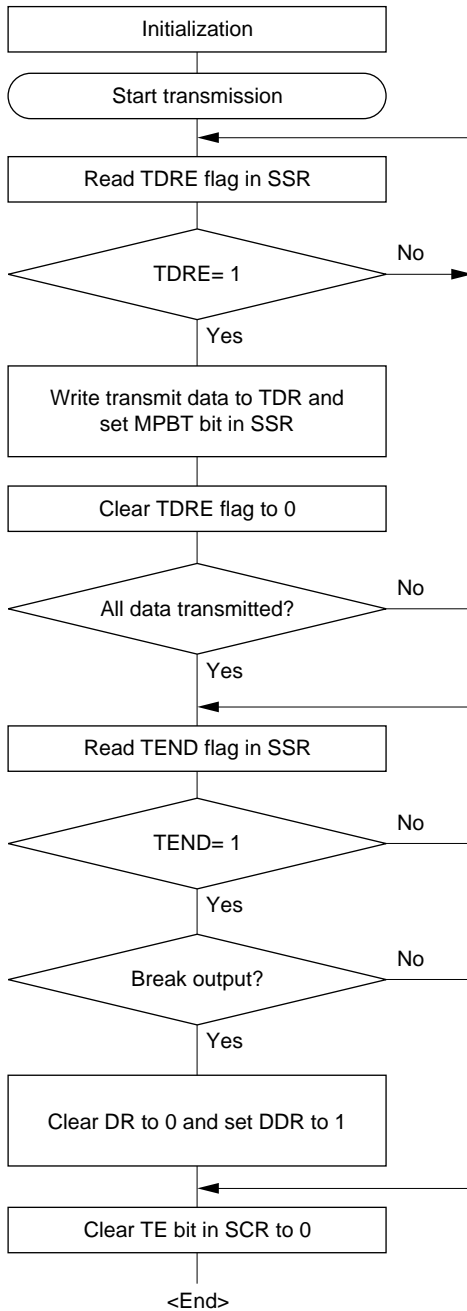 Initialization
Start transmission
Read TDRE flag in SSR
TDRE= 1
No
Yes
Write transmit data to TDR and
set MPBT bit in SSR
Clear TDRE flag to 0
All data transmitted?
No
Yes
Read TEND flag in SSR
TEND= 1
No
Yes
Break output?
No
Yes
Clear DR to 0 and set DDR to 1
Clear TE bit in SCR to 0
<End>